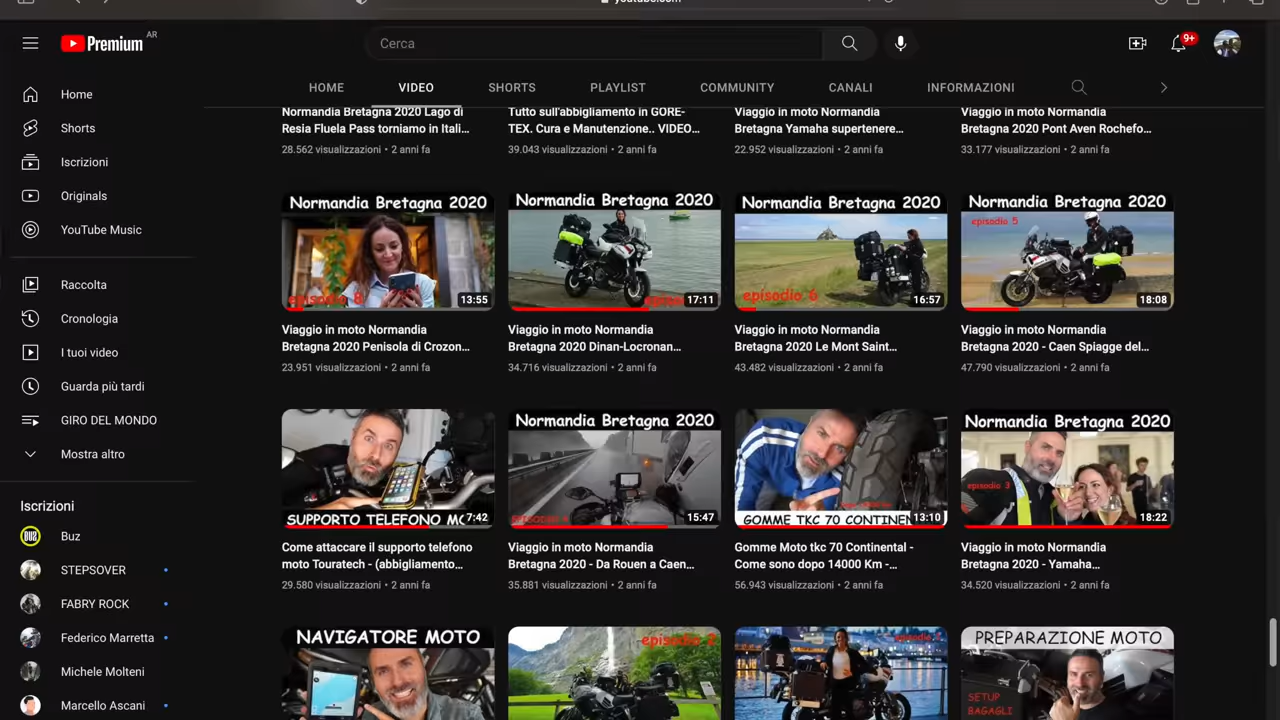 youtube.com
Premium AR
Cerca
9+
HOME VIDEO SHORTS PLAYLIST COMMUNITY CANALI INFORMAZIONI
Home
Shorts
Iscrizioni
Originals
YouTube Music
Raccolta
Cronologia
I tuoi video
Guarda più tardi
GIRO DEL MONDO
Mostra altro
Iscrizioni
BUZ
Buz
STEPSOVER
FABRY ROCK
Federico Marretta
Michele Molteni
Marcello Ascani
Normandia Bretagna 2020 Lago di
Resia Fluela Pass torniamo in Itali...
28.562 visualizzazioni • 2 anni fa
Tutto sull'abbigliamento in GORE-
TEX. Cura e Manutenzione.. VIDEO...
39.043 visualizzazioni • 2 anni fa
Viaggio in moto Normandia
Bretagna Yamaha supertenere...
22.952 visualizzazioni • 2 anni fa
Viaggio in moto Normandia
Bretagna 2020 Pont Aven Rochefo...
33.177 visualizzazioni • 2 anni fa
Normandia Bretagna 2020
episodio 8
13:55
Viaggio in moto Normandia
Bretagna 2020 Penisola di Crozon...
23.951 visualizzazioni • 2 anni fa
Normandia Bretagna 2020
17:11
Viaggio in moto Normandia
Bretagna 2020 Dinan-Locronan...
34.716 visualizzazioni • 2 anni fa
Normandia Bretagna 2020
episodio 6
16:57
Viaggio in moto Normandia
Bretagna 2020 Le Mont Saint...
43.482 visualizzazioni • 2 anni fa
Normandia Bretagna 2020
episodio 5
18:08
Viaggio in moto Normandia
Bretagna 2020 - Caen Spiagge del...
47.790 visualizzazioni • 2 anni fa
SUPPORTO TELEFONO MO
7:42
Come attaccare il supporto telefono
moto Touratech - (abbigliamento...
29.580 visualizzazioni • 2 anni fa
Normandia Bretagna 2020
EPISODIO 4
15:47
Viaggio in moto Normandia
Bretagna 2020 - Da Rouen a Caen...
35.881 visualizzazioni • 2 anni fa
GOMME TKC 70 CONTINEN
13:10
Gomme Moto tkc 70 Continental -
Come sono dopo 14000 Km -...
56.943 visualizzazioni • 2 anni fa
Normandia Bretagna 2020
episodio 3
18:22
Viaggio in moto Normandia
Bretagna 2020 - Yamaha...
34.520 visualizzazioni • 2 anni fa
NAVIGATORE MOTO
episodio 2
PREPARAZIONE MOTO
SETUP
BAGAGLI